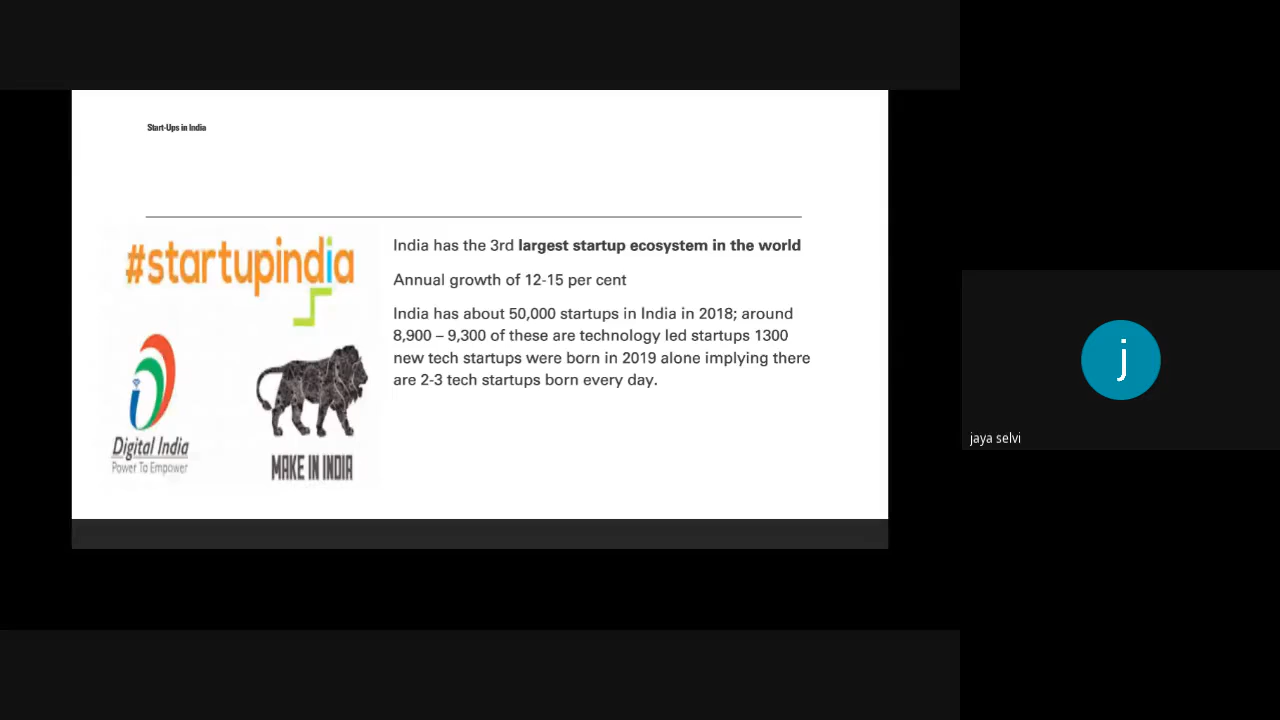 Start-Ups in India
#startupindia
India has the 3rd largest startup ecosystem in the world
Annual growth of 12-15 per cent
India has about 50,000 startups in India in 2018; around
8,900 – 9,300 of these are technology led startups 1300
new tech startups were born in 2019 alone implying there
are 2-3 tech startups born every day.
Digital India
Power To Empower
MAKE IN INDIA
j
jaya selvi